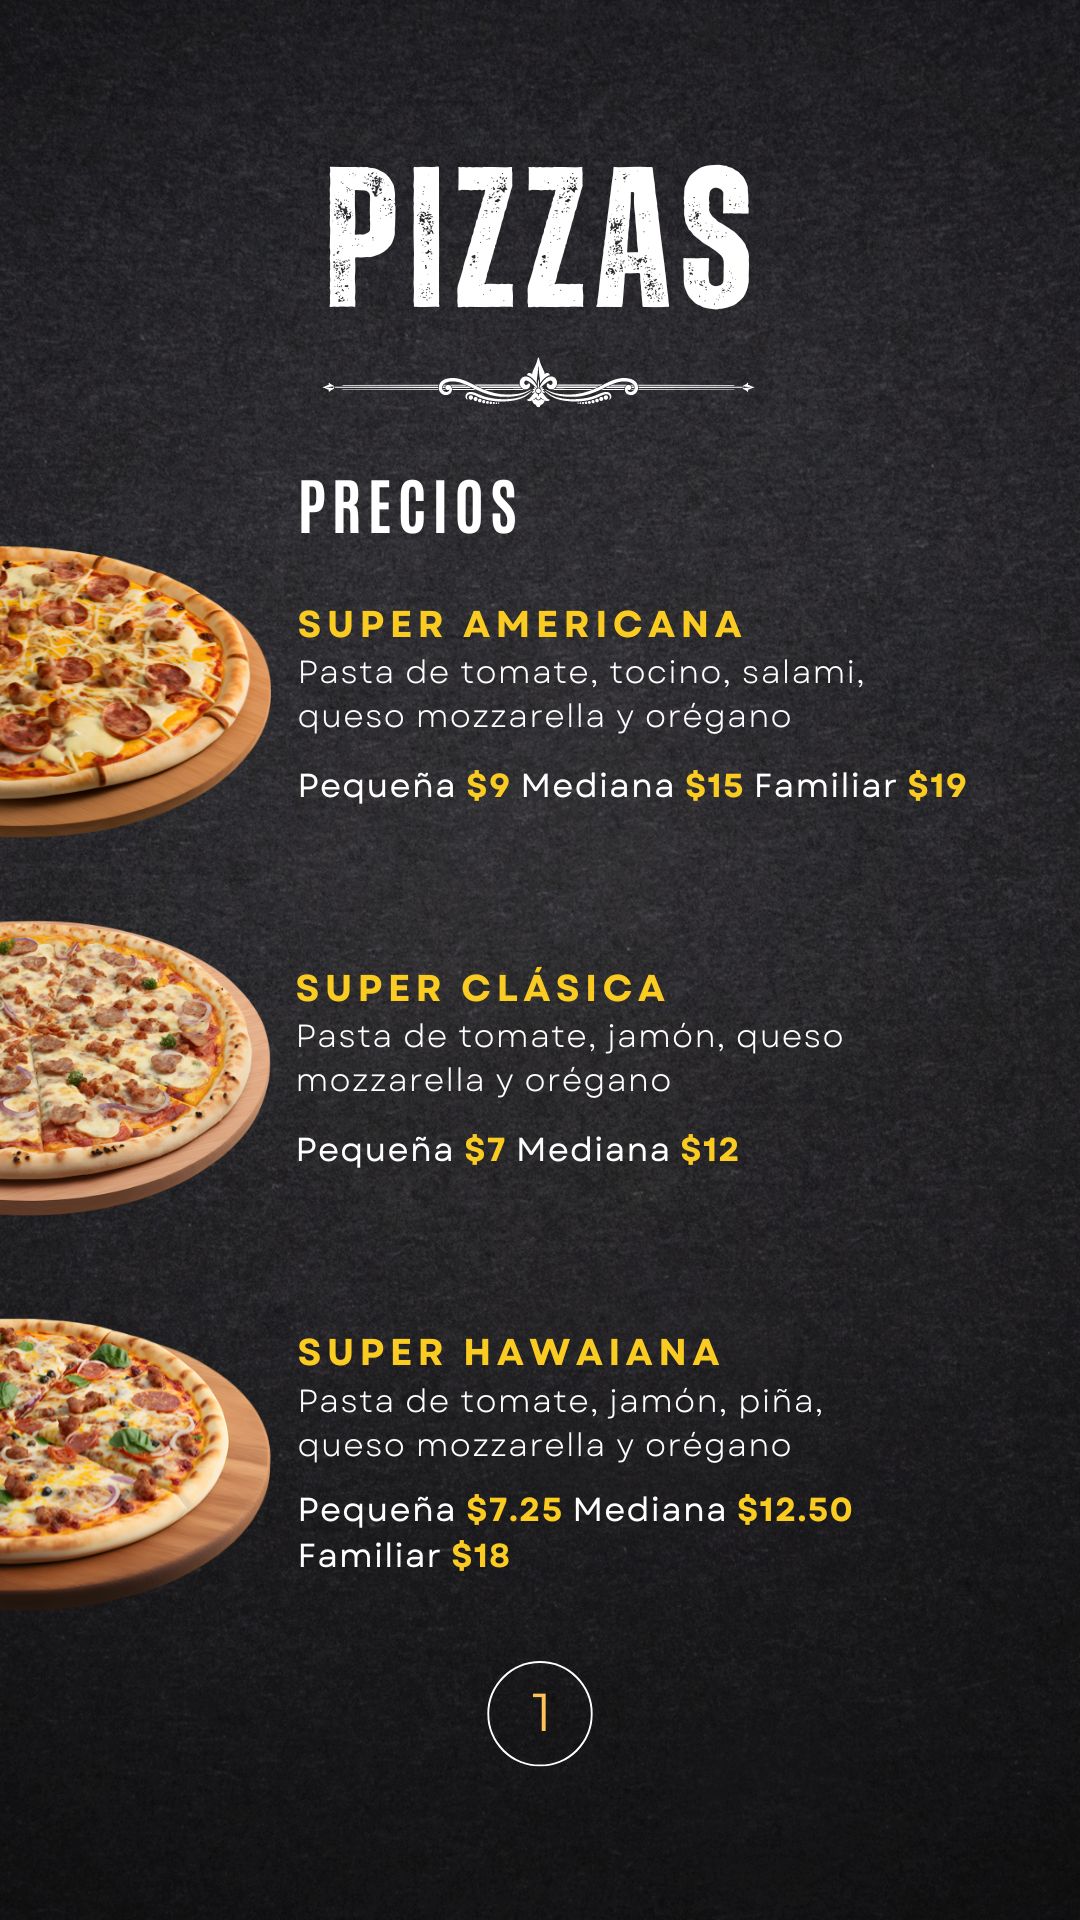 PIZZAS
PRECIOS
SUPER AMERICANA
Pasta de tomate, tocino, salami,
queso mozzarella y orégano
Pequeña $9 Mediana $15 Familiar $19
SUPER CLÁSICA
Pasta de tomate, jamón, queso
mozzarella y orégano
Pequeña $7 Mediana $12
SUPER HAWAIANA
Pasta de tomate, jamón, piña,
queso mozzarella y orégano
Pequeña $7.25 Mediana $12.50
Familiar $18
1